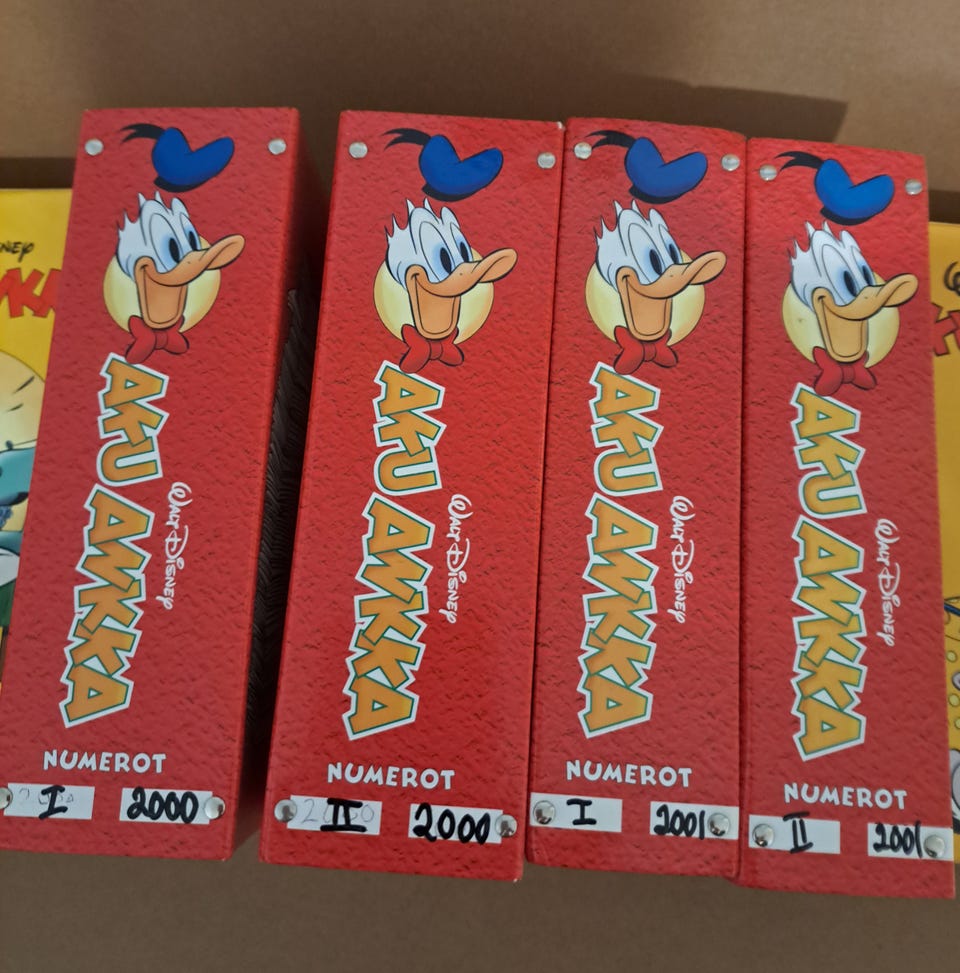 AKU ANKKA
WALT DISNEY
NUMEROT
I 2000
AKU ANKKA
WALT DISNEY
NUMEROT
II 2000
AKU ANKKA
WALT DISNEY
NUMEROT
I 2001
AKU ANKKA
WALT DISNEY
NUMEROT
II 2001